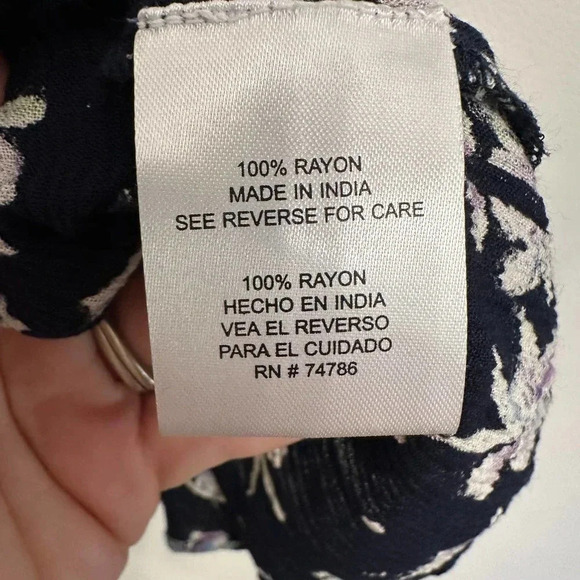 100% RAYON
MADE IN INDIA
SEE REVERSE FOR CARE
100% RAYON
HECHO EN INDIA
VEA EL REVERSO
PARA EL CUIDADO
RN # 74786